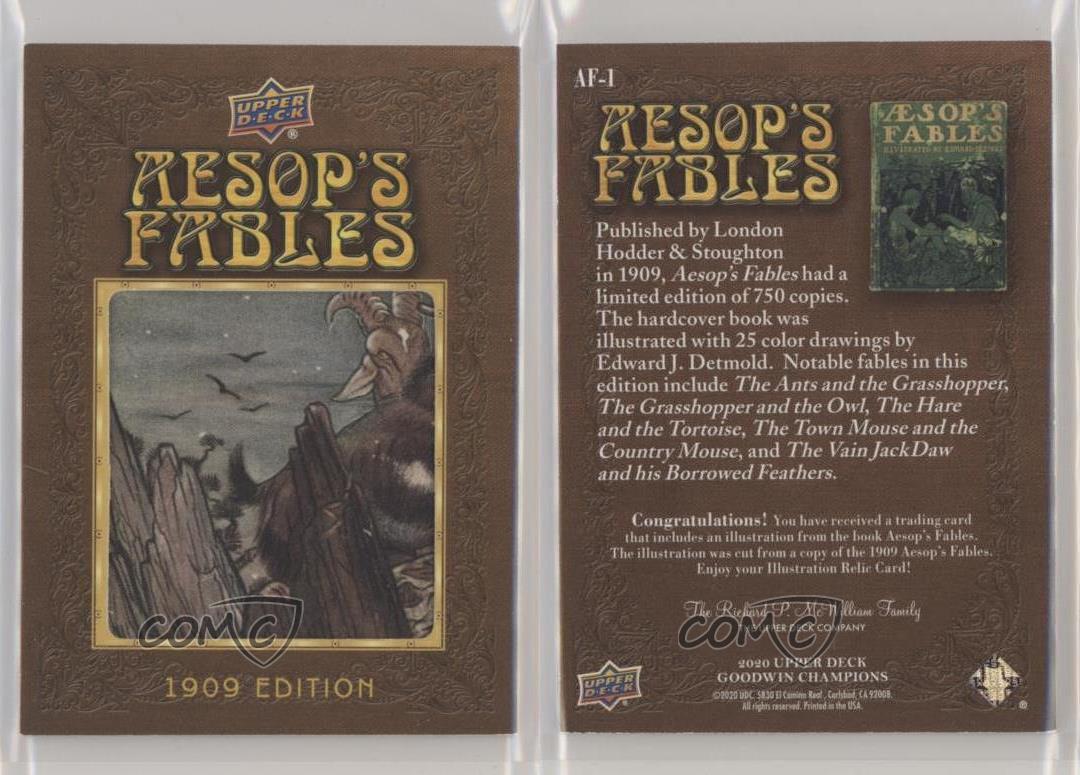 UPPER
D·E·C·K
®
AESOP'S
FABLES
1909 EDITION
COMC
AF-1
AESOP'S
FABLES
ÆSOP'S
FABLES
Published by London
Hodder & Stoughton
in 1909, Aesop's Fables had a
limited edition of 750 copies.
The hardcover book was
illustrated with 25 color drawings by
Edward J. Detmold. Notable fables in this
edition include The Ants and the Grasshopper,
The Grasshopper and the Owl, The Hare
and the Tortoise, The Town Mouse and the
Country Mouse, and The Vain JackDaw
and his Borrowed Feathers.
Congratulations! You have received a trading card
that includes an illustration from the book Aesop's Fables.
The illustration was cut from a copy of the 1909 Aesop's Fables.
Enjoy your Illustration Relic Card!
The Richard P. McWilliam Family
THE UPPER DECK COMPANY
COMC
2020 UPPER DECK
GOODWIN CHAMPIONS
©2020 UDC. 5830 El Camino Real, Carlsbad, CA 92008.
All rights reserved. Printed in the USA.
UPPER
D·E·C·K
®